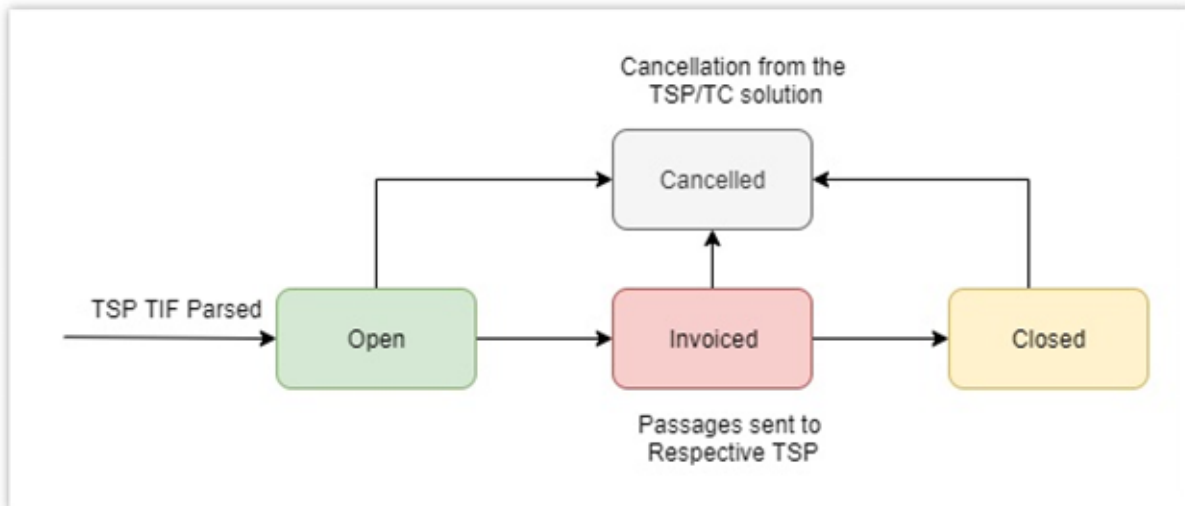 Cancellation from the
TSP/TC solution
Cancelled
TSP TIF Parsed
Open
Invoiced
Closed
Passages sent to
Respective TSP